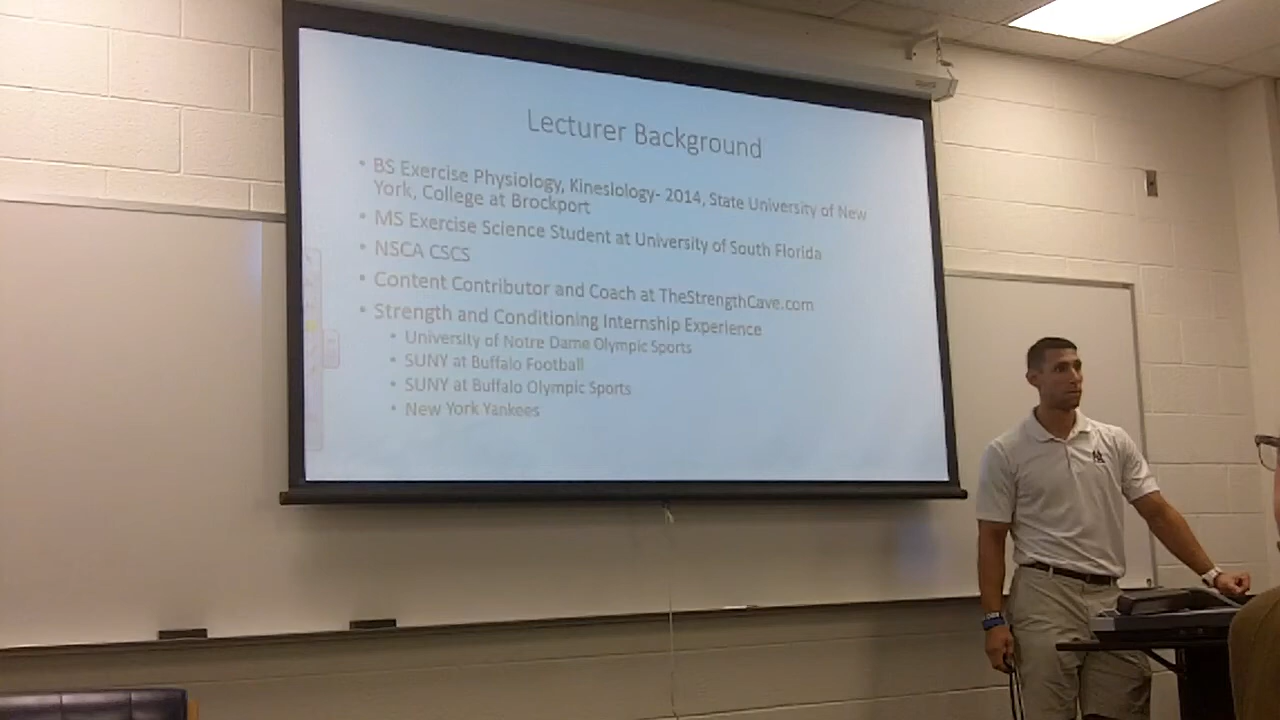 Lecturer Background
• BS Exercise Physiology, Kinesiology- 2014, State University of New
York, College at Brockport
• MS Exercise Science Student at University of South Florida
• NSCA CSCS
• Content Contributor and Coach at TheStrengthCave.com
• Strength and Conditioning Internship Experience
• University of Notre Dame Olympic Sports
• SUNY at Buffalo Football
• SUNY at Buffalo Olympic Sports
• New York Yankees